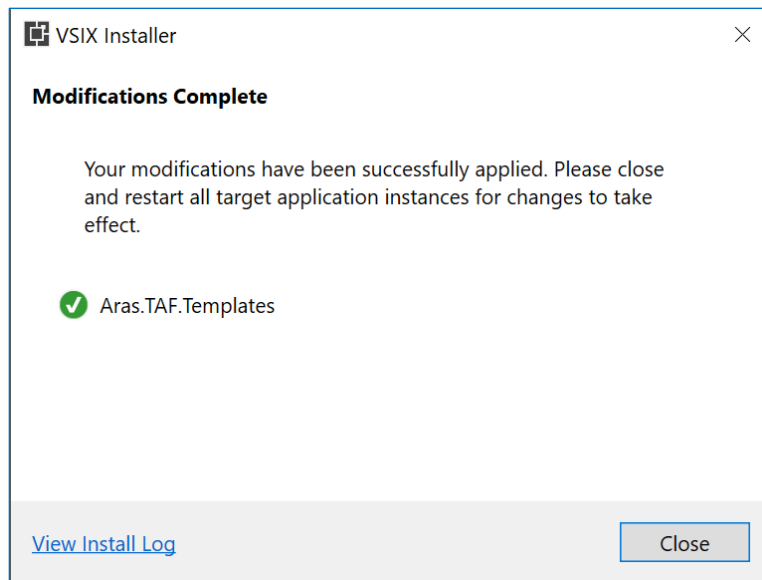 VSIX Installer
Modifications Complete
Your modifications have been successfully applied. Please close
and restart all target application instances for changes to take
effect.
Aras.TAF.Templates
View Install Log
Close